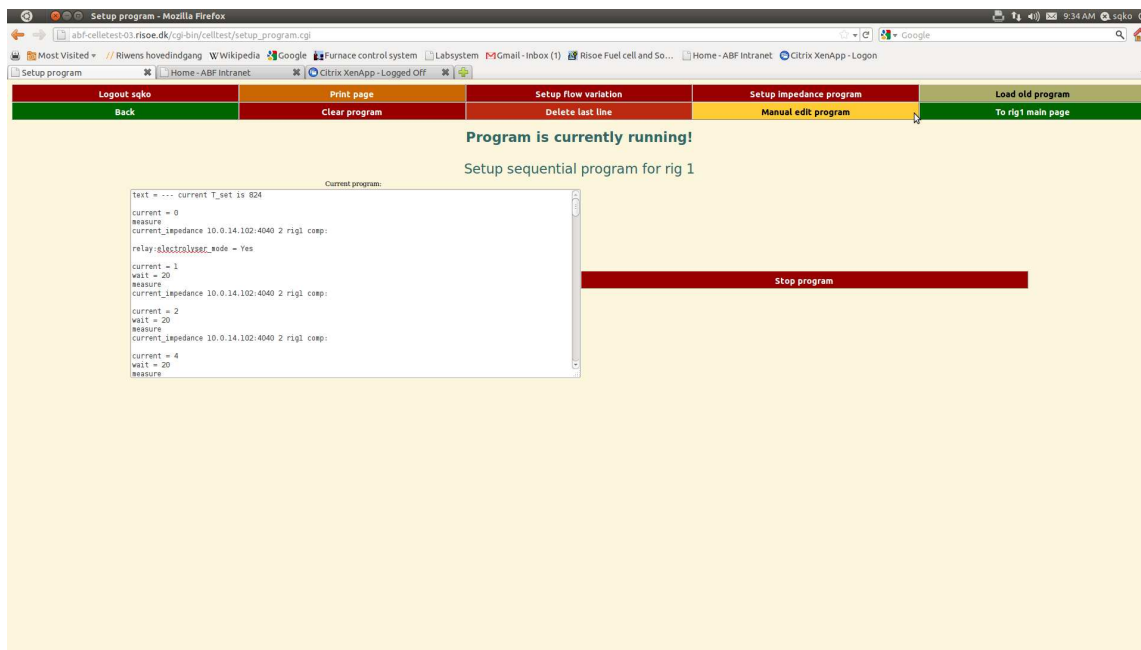 Setup program - Mozilla Firefox
9:34 AM sqko
abf-celletest-03.risoe.dk/cgi-bin/celltest/setup_program.cgi
Google
Most Visited // Riwens hovedindgang W Wikipedia Google Furnace control system Labsystem Gmail - Inbox (1) Risoe Fuel cell and So... Home - ABF Intranet Citrix XenApp - Logon
Setup program Home - ABF Intranet Citrix XenApp - Logged Off
Logout sqko Print page Setup flow variation Setup impedance program Load old program
Back Clear program Delete last line Manual edit program To rig1 main page
Program is currently running!
Setup sequential program for rig 1
Current program:
text = --- current T_set is 824
current = 0
measure
current_impedance 10.0.14.102:4040 2 rig1 comp:
relay:electrolyser_mode = Yes
current = 1
wait = 20
measure
current_impedance 10.0.14.102:4040 2 rig1 comp:
current = 2
wait = 20
measure
current_impedance 10.0.14.102:4040 2 rig1 comp:
current = 4
wait = 20
measure
Stop program